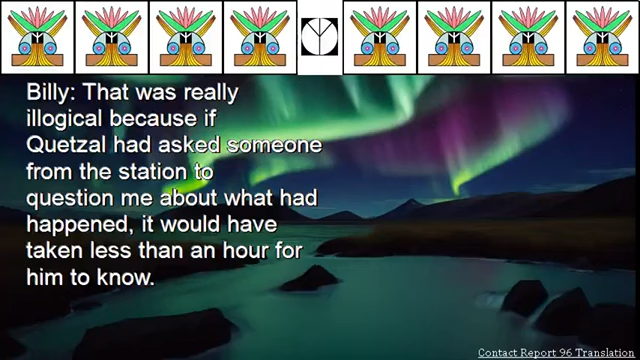 Billy: That was really
illogical because if
Quetzal had asked someone
from the station to
question me about what had
happened, it would have
taken less than an hour for
him to know.
Contact Report 96 Translation